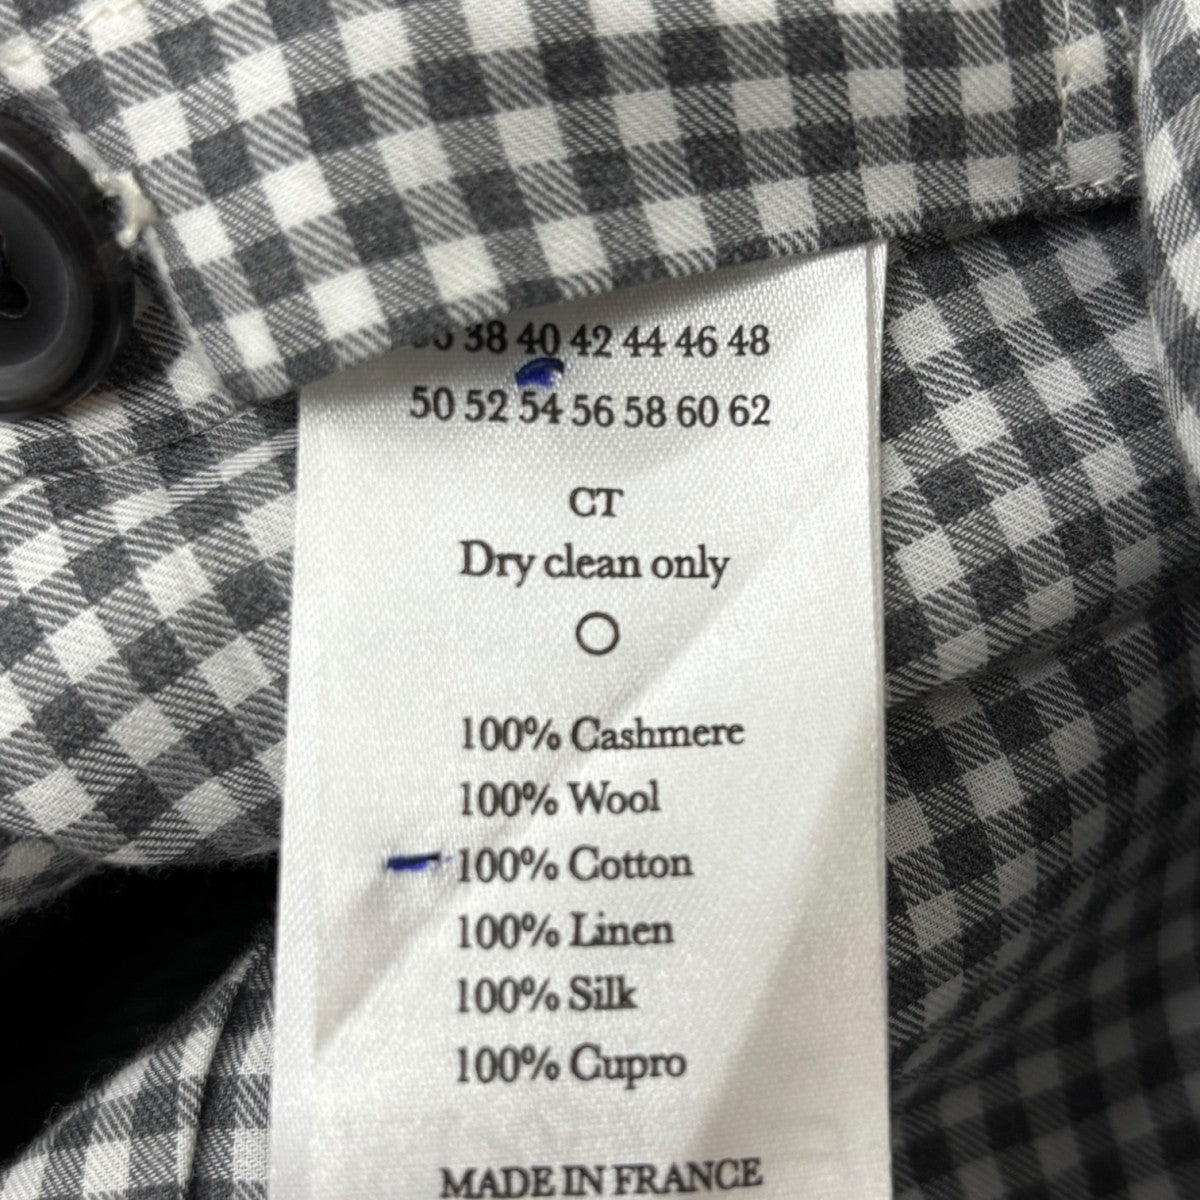 38 40 42 44 46 48
50 52 54 56 58 60 62
CT
Dry clean only
100% Cashmere
100% Wool
100% Cotton
100% Linen
100% Silk
100% Cupro
MADE IN FRANCE